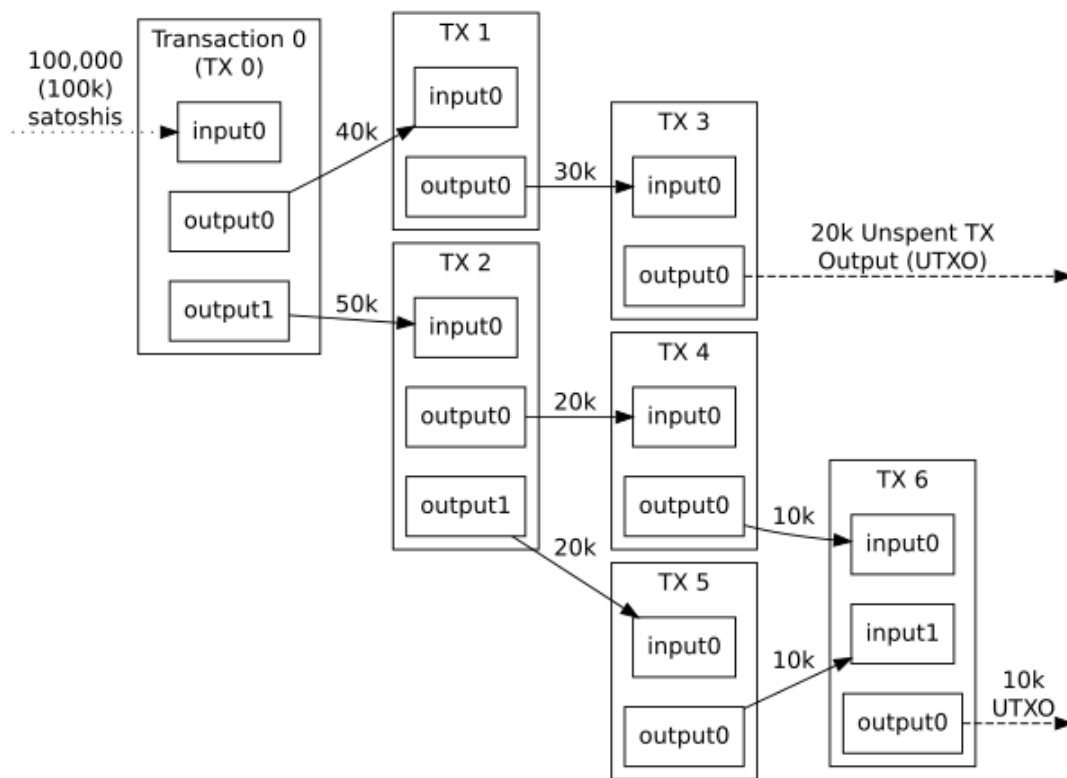 100,000
(100k)
satoshis
Transaction 0
(TX 0)
input0
output0
output1
40k
50k
TX 1
input0
output0
30k
TX 2
input0
output0
output1
20k
20k
TX 3
input0
output0
20k Unspent TX
Output (UTXO)
TX 4
input0
output0
10k
TX 5
input0
output0
10k
TX 6
input0
input1
output0
10k
UTXO